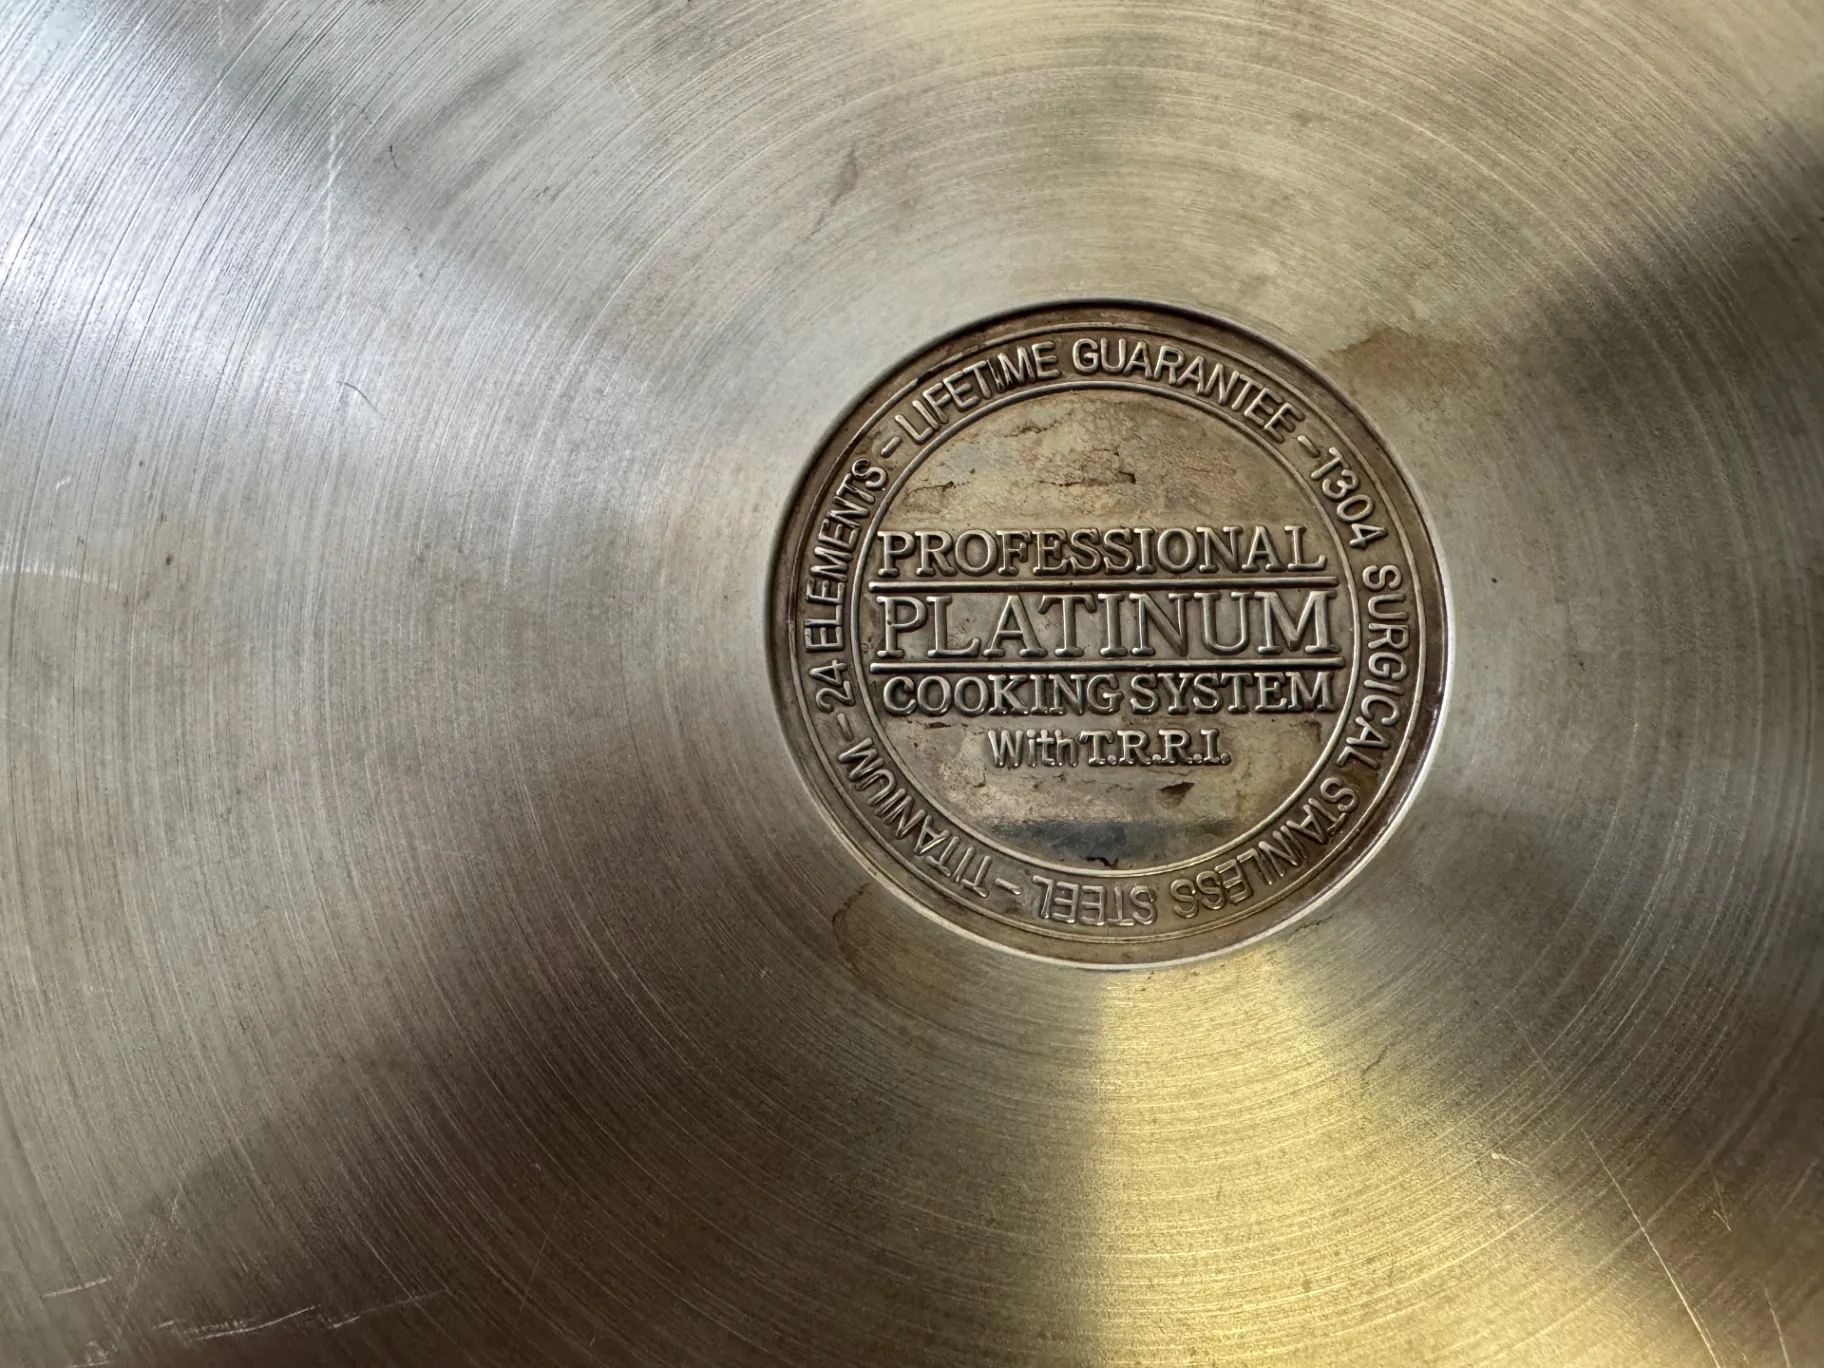 - LIFETIME GUARANTEE - T304 SURGICAL STAINLESS STEEL - TITANIUM - 24 ELEMENTS
PROFESSIONAL
PLATINUM
COOKING SYSTEM
With T.R.R.I.